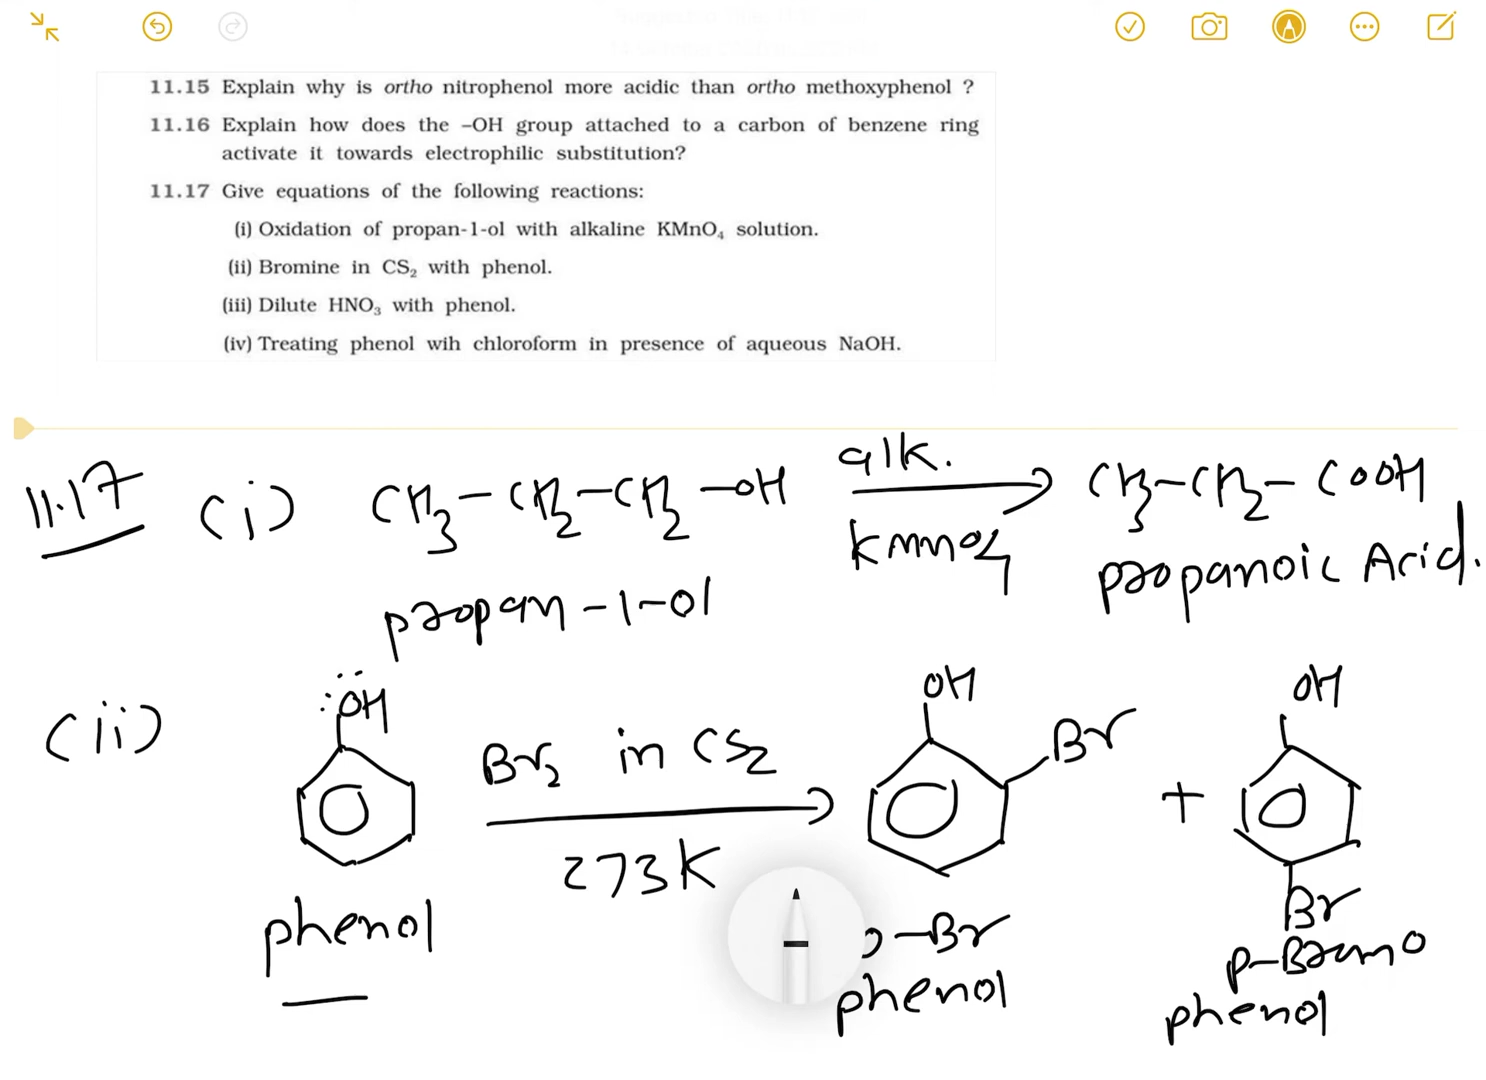 11.15 Explain why is ortho nitrophenol more acidic than ortho methoxyphenol ?
11.16 Explain how does the –OH group attached to a carbon of benzene ring
activate it towards electrophilic substitution?
11.17 Give equations of the following reactions:
(i) Oxidation of propan-1-ol with alkaline KMnO₄ solution.
(ii) Bromine in CS₂ with phenol.
(iii) Dilute HNO₃ with phenol.
(iv) Treating phenol wih chloroform in presence of aqueous NaOH.
11.17 (i) CH₃–CH₂–CH₂–OH alk. KMnO₄ → CH₃–CH₂–COOH
propan-1-ol propanoic Acid.
(ii) OH Br₂ in CS₂ 273K → OH Br + OH Br
phenol o-Br phenol p-Bromo phenol